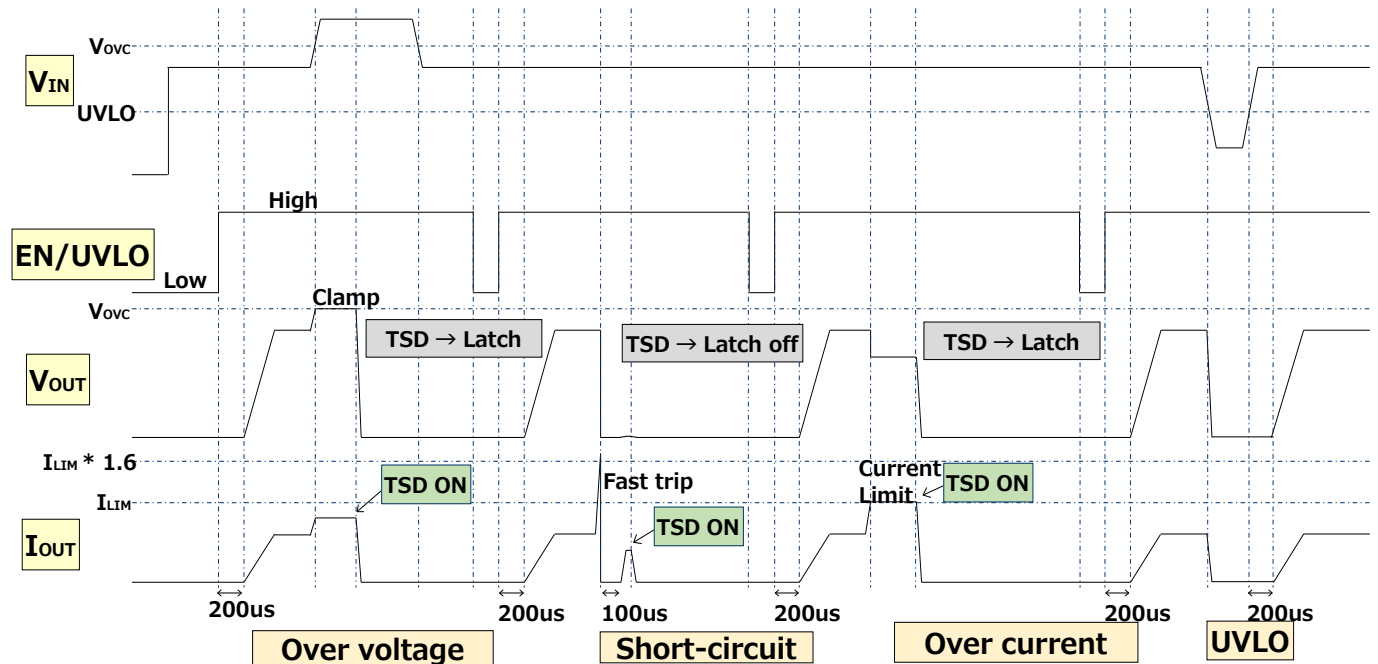 VOVC
VIN
UVLO
High
EN/UVLO
Low
Clamp
VOVC
TSD → Latch
TSD → Latch off
TSD → Latch
VOUT
ILIM * 1.6
Fast trip
Current
Limit
TSD ON
TSD ON
ILIM
TSD ON
IOUT
200us
200us
100us
200us
200us
200us
Over voltage
Short-circuit
Over current
UVLO